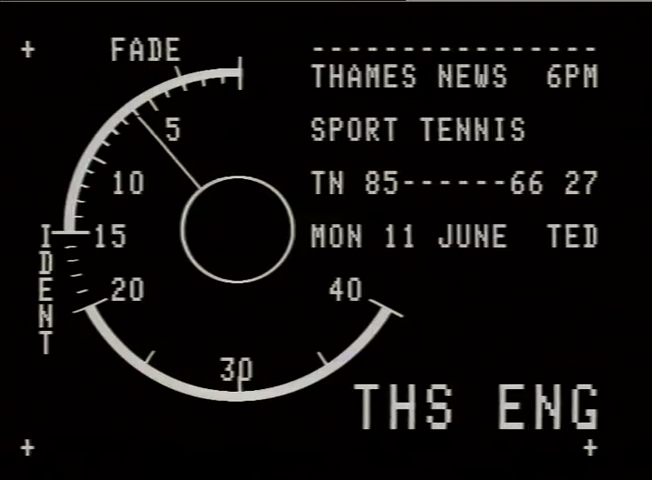 FADE
----------------
THAMES NEWS 6PM
5
SPORT TENNIS
10
TN 85------66 27
IDENT
15
MON 11 JUNE TED
20
40
30
THS ENG